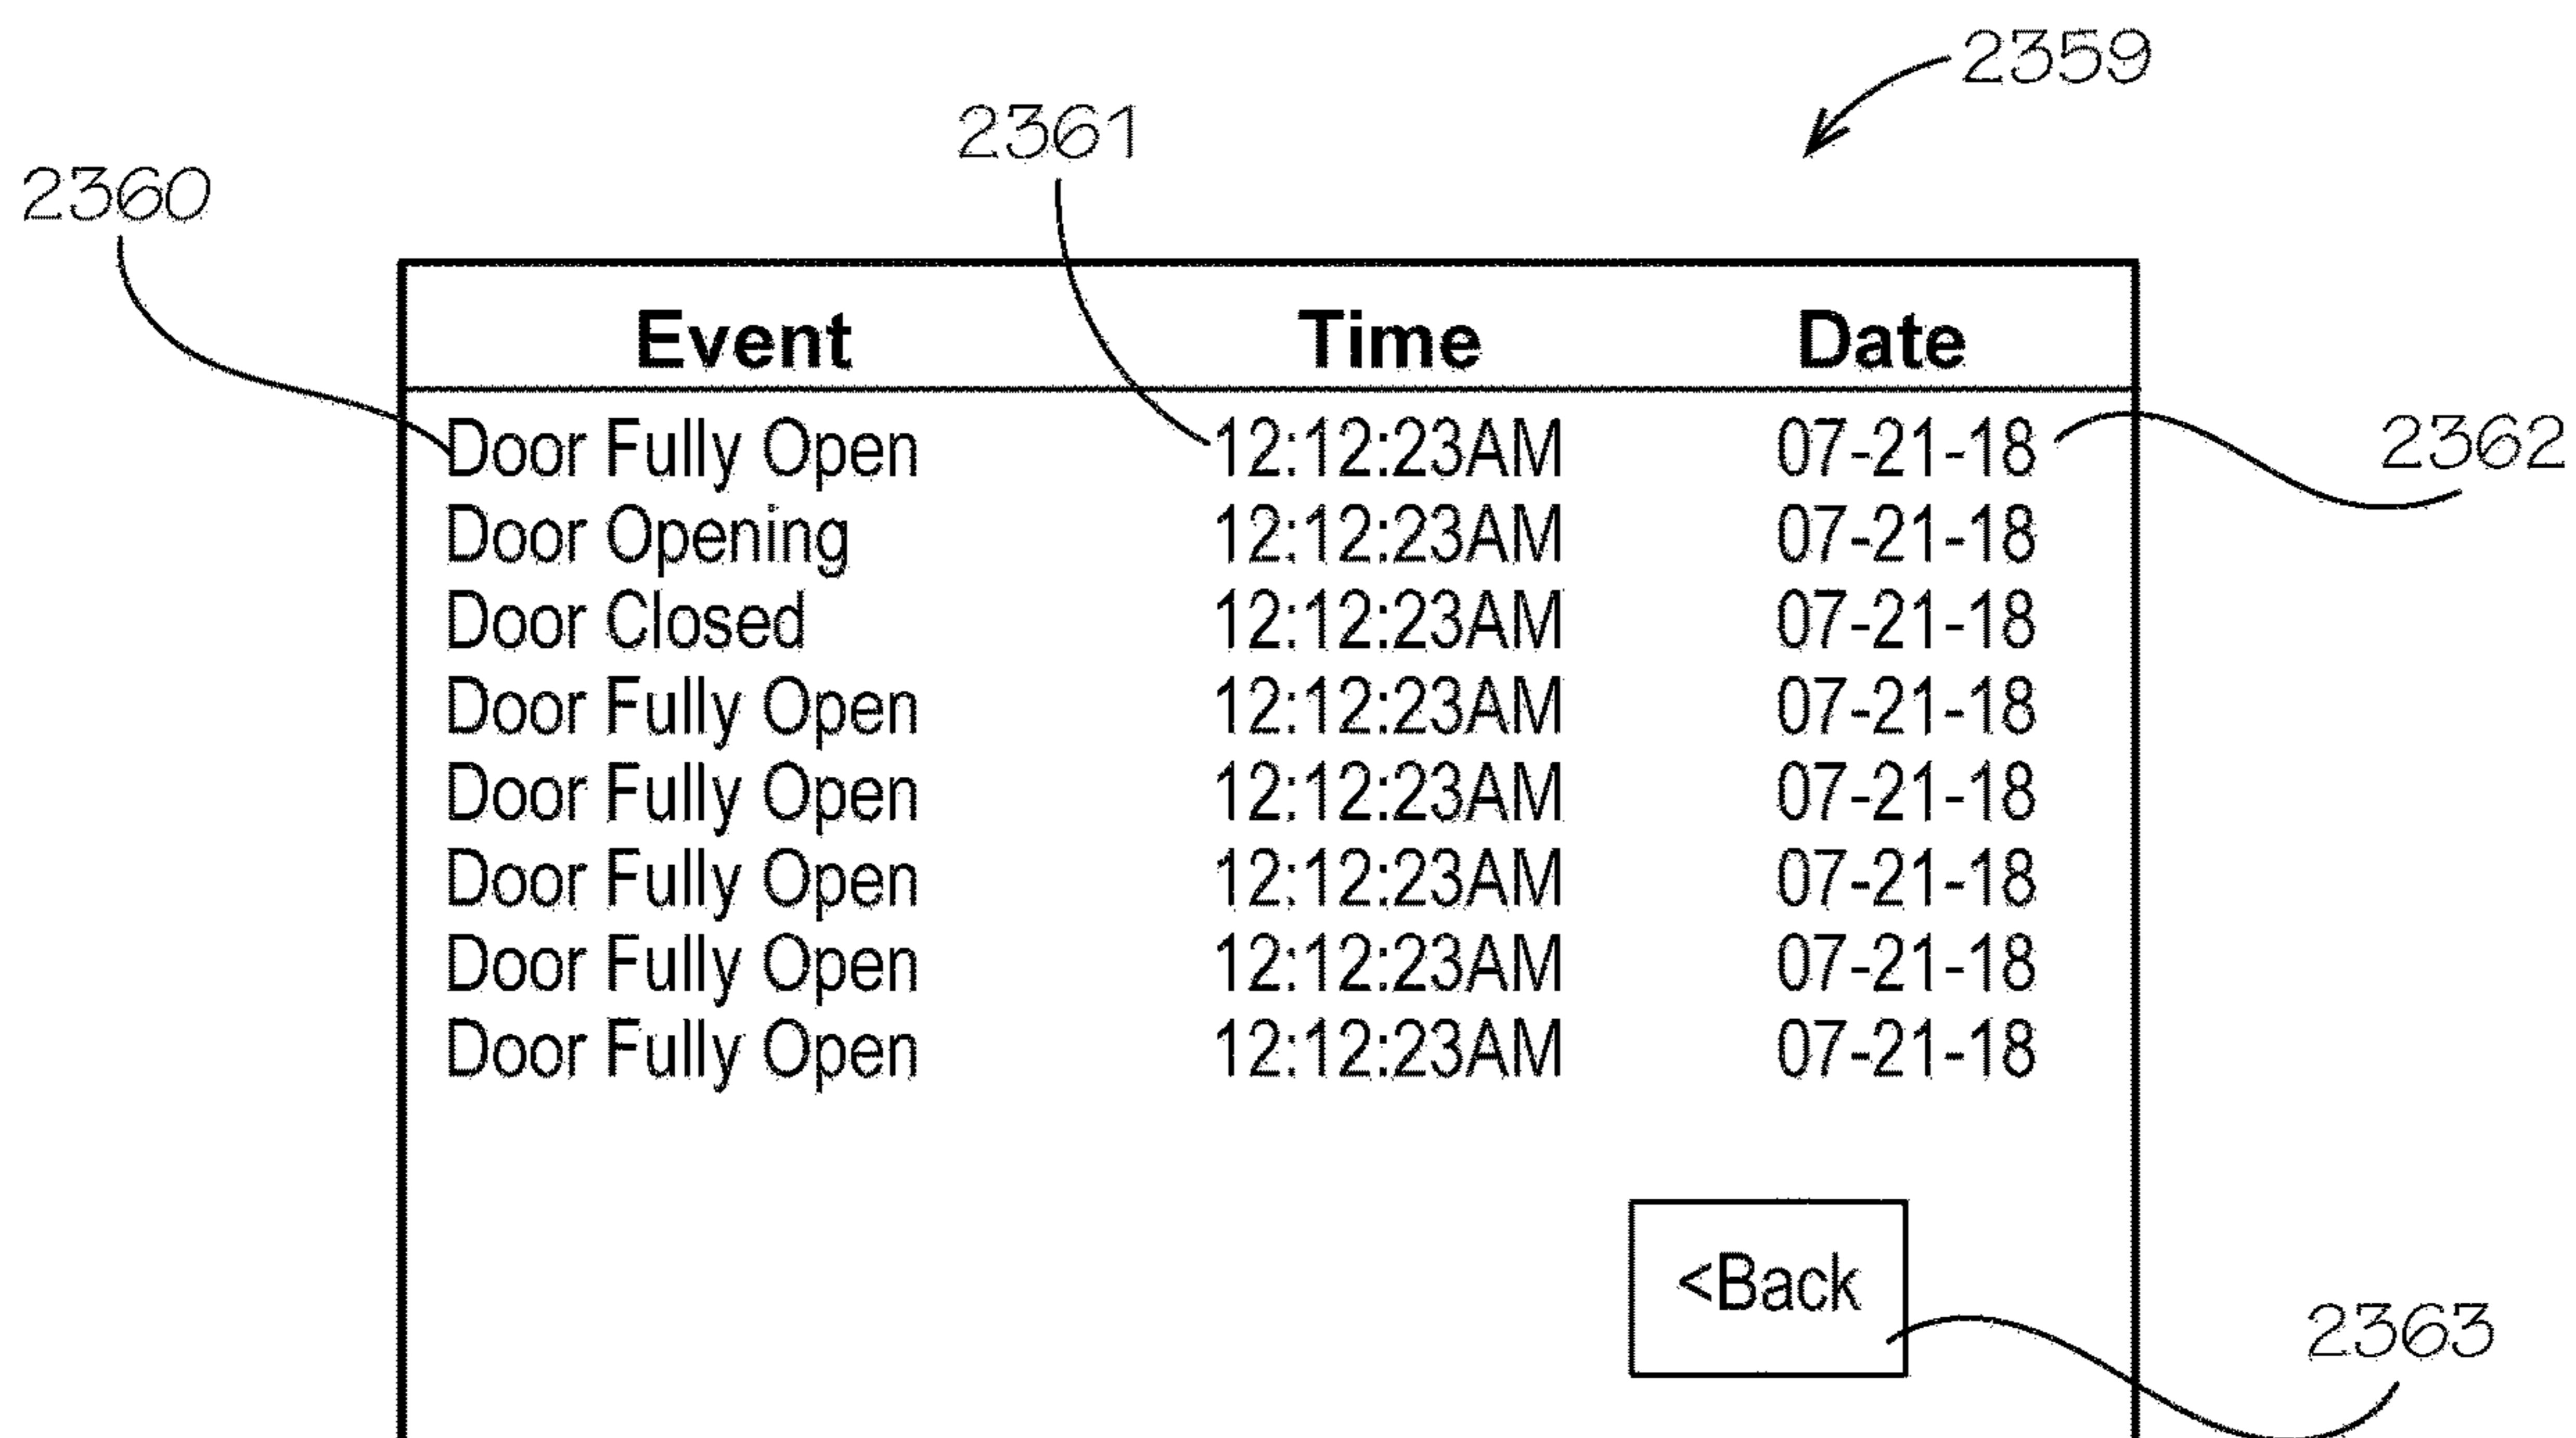 2359
2361
2360
Event Time Date
Door Fully Open 12:12:23AM 07-21-18
2362
Door Opening 12:12:23AM 07-21-18
Door Closed 12:12:23AM 07-21-18
Door Fully Open 12:12:23AM 07-21-18
Door Fully Open 12:12:23AM 07-21-18
Door Fully Open 12:12:23AM 07-21-18
Door Fully Open 12:12:23AM 07-21-18
Door Fully Open 12:12:23AM 07-21-18
<Back
2363